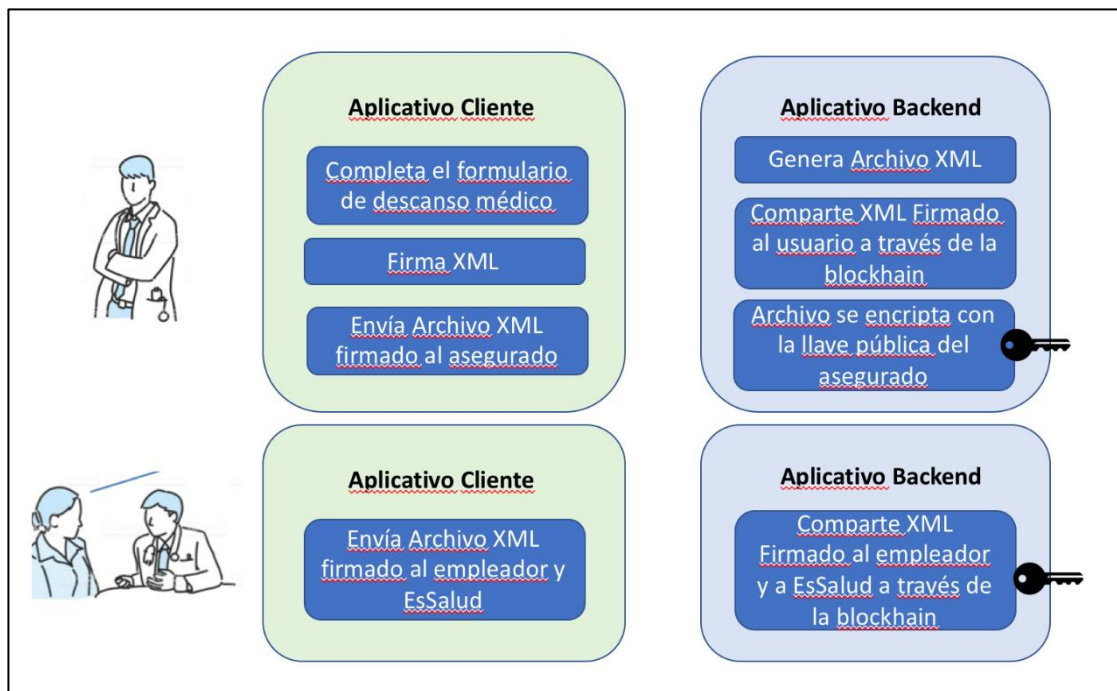 Aplicativo Cliente
Completa el formulario
de descanso médico
Firma XML
Envía Archivo XML
firmado al asegurado
Aplicativo Backend
Genera Archivo XML
Comparte XML Firmado
al usuario a través de la
blockhain
Archivo se encripta con
la llave pública del
asegurado
Aplicativo Cliente
Envía Archivo XML
firmado al empleador y
EsSalud
Aplicativo Backend
Comparte XML
Firmado al empleador
y a EsSalud a través de
la blockhain